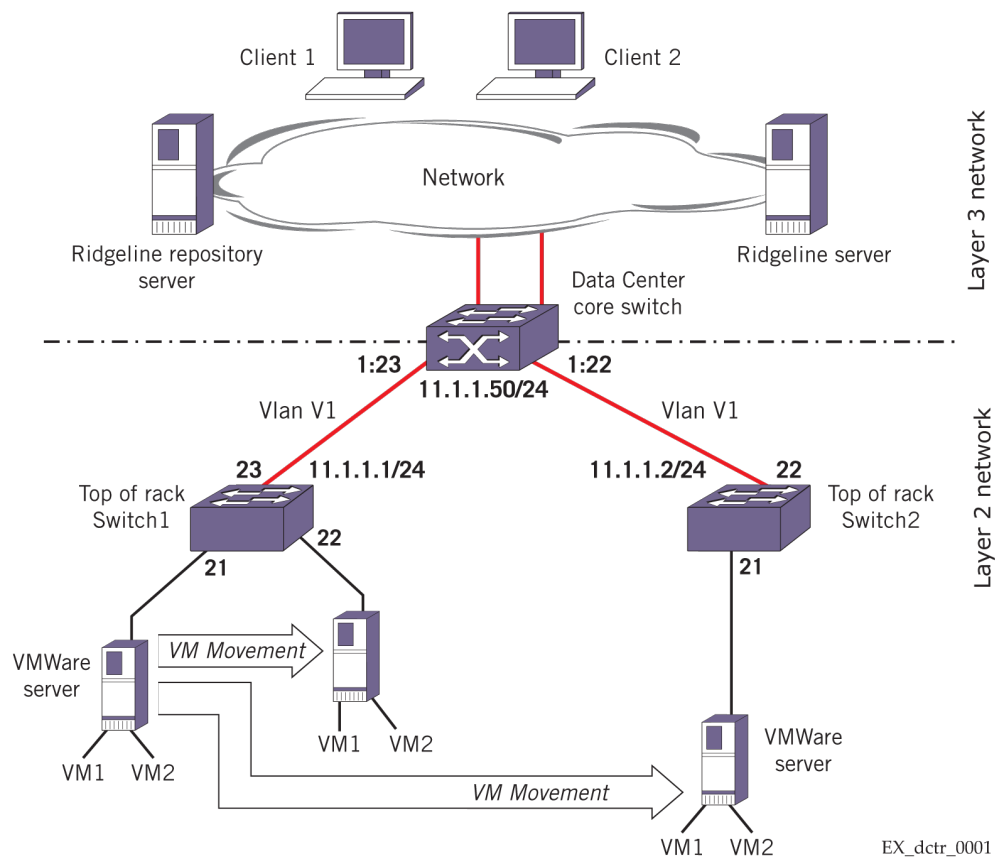 Client 1
Client 2
Network
Ridgeline repository
server
Ridgeline server
Layer 3 network
Data Center
core switch
1:23
1:22
11.1.1.50/24
Vlan V1
Vlan V1
23
11.1.1.1/24
11.1.1.2/24
22
Top of rack
Switch1
Top of rack
Switch2
Layer 2 network
22
21
21
VM Movement
VMWare
server
VM1
VM2
VM1
VM2
VMWare
server
VM Movement
VM1
VM2
EX_dctr_0001